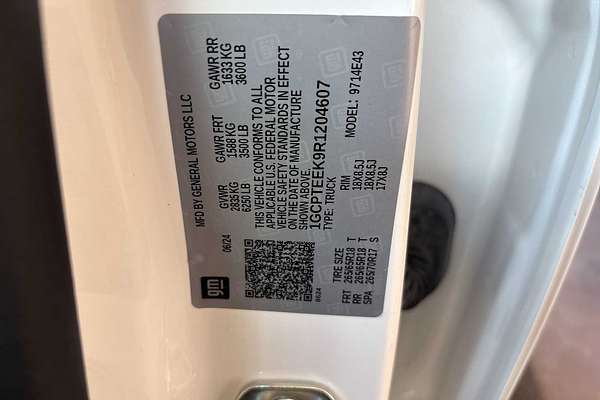 MFD BY GENERAL MOTORS LLC
06/24 GVWR GAWR FRT GAWR RR
2835 KG 1588 KG 1633 KG
6250 LB 3500 LB 3600 LB
THIS VEHICLE CONFORMS TO ALL
APPLICABLE U.S. FEDERAL MOTOR
VEHICLE SAFETY STANDARDS IN EFFECT
ON THE DATE OF MANUFACTURE
SHOWN ABOVE.
1GCPTEEK9R1204607
TYPE: TRUCK MODEL: 9714E43
TIRE SIZE RIM
FRT 265/65R18 T 18X8.5J
RR 265/65R18 T 18X8.5J
SPA 265/70R17 S 17X8J
gm